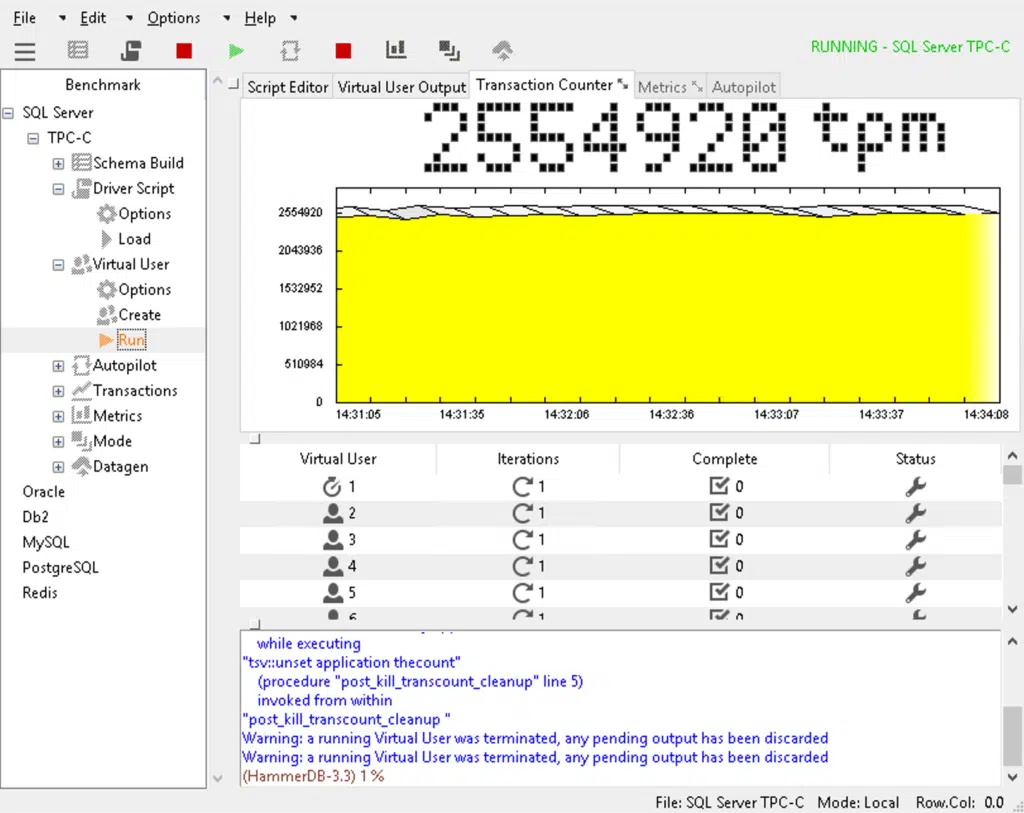 File Edit Options Help
RUNNING - SQL Server TPC-C
Benchmark
SQL Server
TPC-C
Schema Build
Driver Script
Options
Load
Virtual User
Options
Create
Run
Autopilot
Transactions
Metrics
Mode
Datagen
Oracle
Db2
MySQL
PostgreSQL
Redis
Script Editor Virtual User Output Transaction Counter Metrics Autopilot
2554920 tpm
2554920
2043936
1532952
1021968
510984
0
14:31:05 14:31:35 14:32:06 14:32:36 14:33:07 14:33:37 14:34:08
Virtual User Iterations Complete Status
1 1 0
2 1 0
3 1 0
4 1 0
5 1 0
6 1 0
while executing
"tsv::unset application thecount"
(procedure "post_kill_transcount_cleanup" line 5)
invoked from within
"post_kill_transcount_cleanup "
Warning: a running Virtual User was terminated, any pending output has been discarded
Warning: a running Virtual User was terminated, any pending output has been discarded
(HammerDB-3.3) 1 %
File: SQL Server TPC-C Mode: Local Row.Col: 0.0